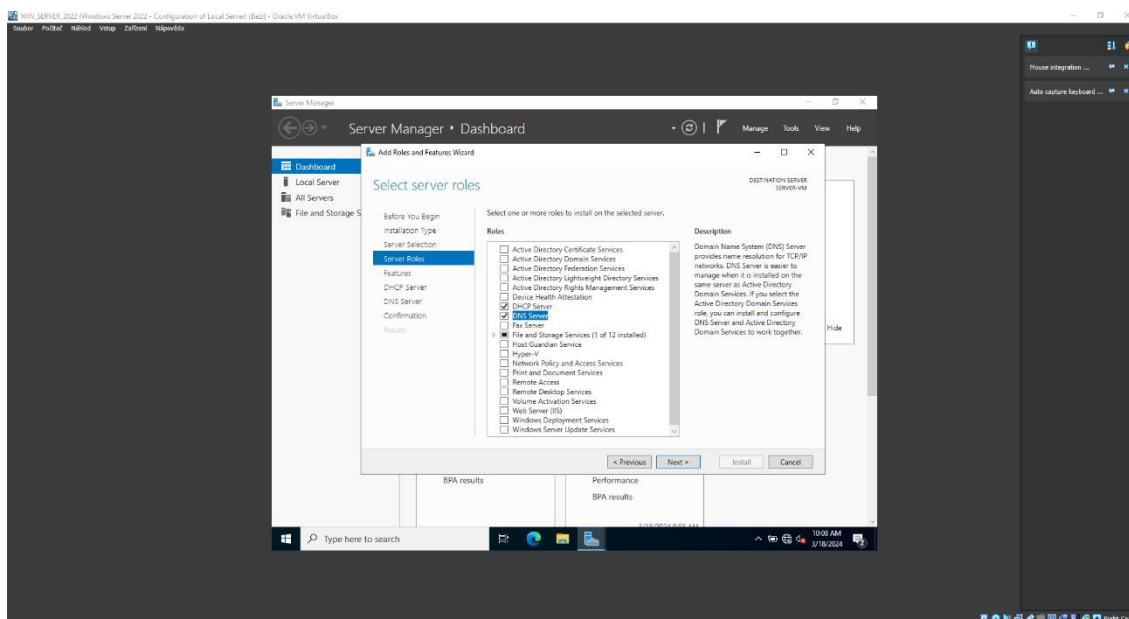 WIN_SERVER_2022 (Windows Server 2022 - Configuration of Local Server) [Beží] - Oracle VM VirtualBox
Soubor Počítač Náhled Vstup Zařízení Nápověda
Mouse integration ...
Auto capture keyboard ...
Server Manager
Server Manager • Dashboard
Manage Tools View Help
Dashboard
Local Server
All Servers
File and Storage S
Add Roles and Features Wizard
Select server roles
DESTINATION SERVER
SERVER-VM
Before You Begin
Installation Type
Server Selection
Server Roles
Features
DHCP Server
DNS Server
Confirmation
Results
Select one or more roles to install on the selected server.
Roles
Active Directory Certificate Services
Active Directory Domain Services
Active Directory Federation Services
Active Directory Lightweight Directory Services
Active Directory Rights Management Services
Device Health Attestation
DHCP Server
DNS Server
Fax Server
File and Storage Services (1 of 12 installed)
Host Guardian Service
Hyper-V
Network Policy and Access Services
Print and Document Services
Remote Access
Remote Desktop Services
Volume Activation Services
Web Server (IIS)
Windows Deployment Services
Windows Server Update Services
Description
Domain Name System (DNS) Server
provides name resolution for TCP/IP
networks. DNS Server is easier to
manage when it is installed on the
same server as Active Directory
Domain Services. If you select the
Active Directory Domain Services
role, you can install and configure
DNS Server and Active Directory
Domain Services to work together.
Hide
< Previous Next > Install Cancel
BPA results
Performance
BPA results
Type here to search
10:08 AM
3/18/2024
2